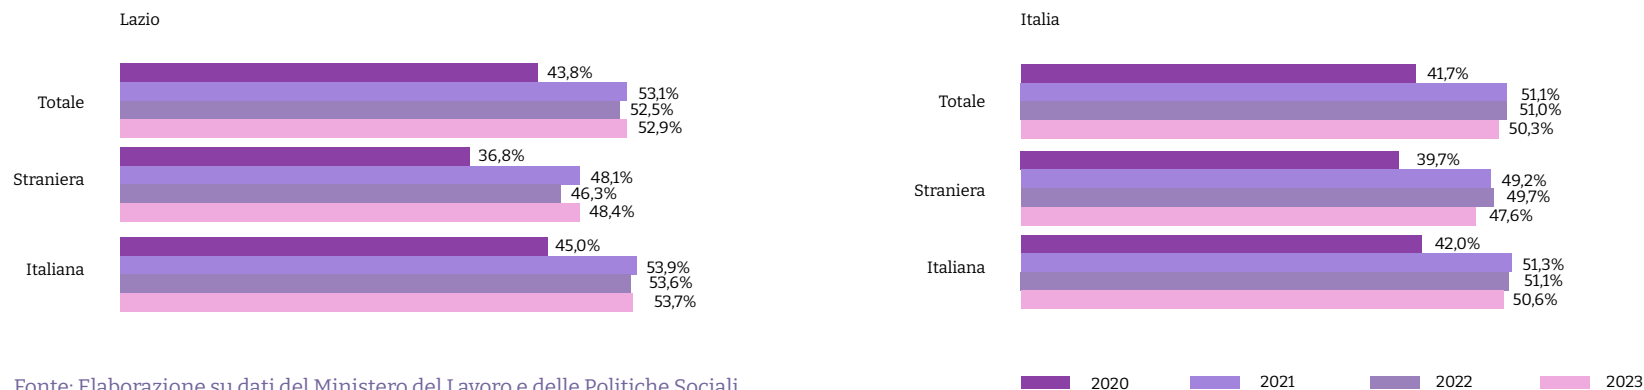 Lazio
Totale
43,8%
53,1%
52,5%
52,9%
Straniera
36,8%
48,1%
46,3%
48,4%
Italiana
45,0%
53,9%
53,6%
53,7%
Italia
Totale
41,7%
51,1%
51,0%
50,3%
Straniera
39,7%
49,2%
49,7%
47,6%
Italiana
42,0%
51,3%
51,1%
50,6%
Fonte: Elaborazione su dati del Ministero del Lavoro e delle Politiche Sociali
2020 2021 2022 2023